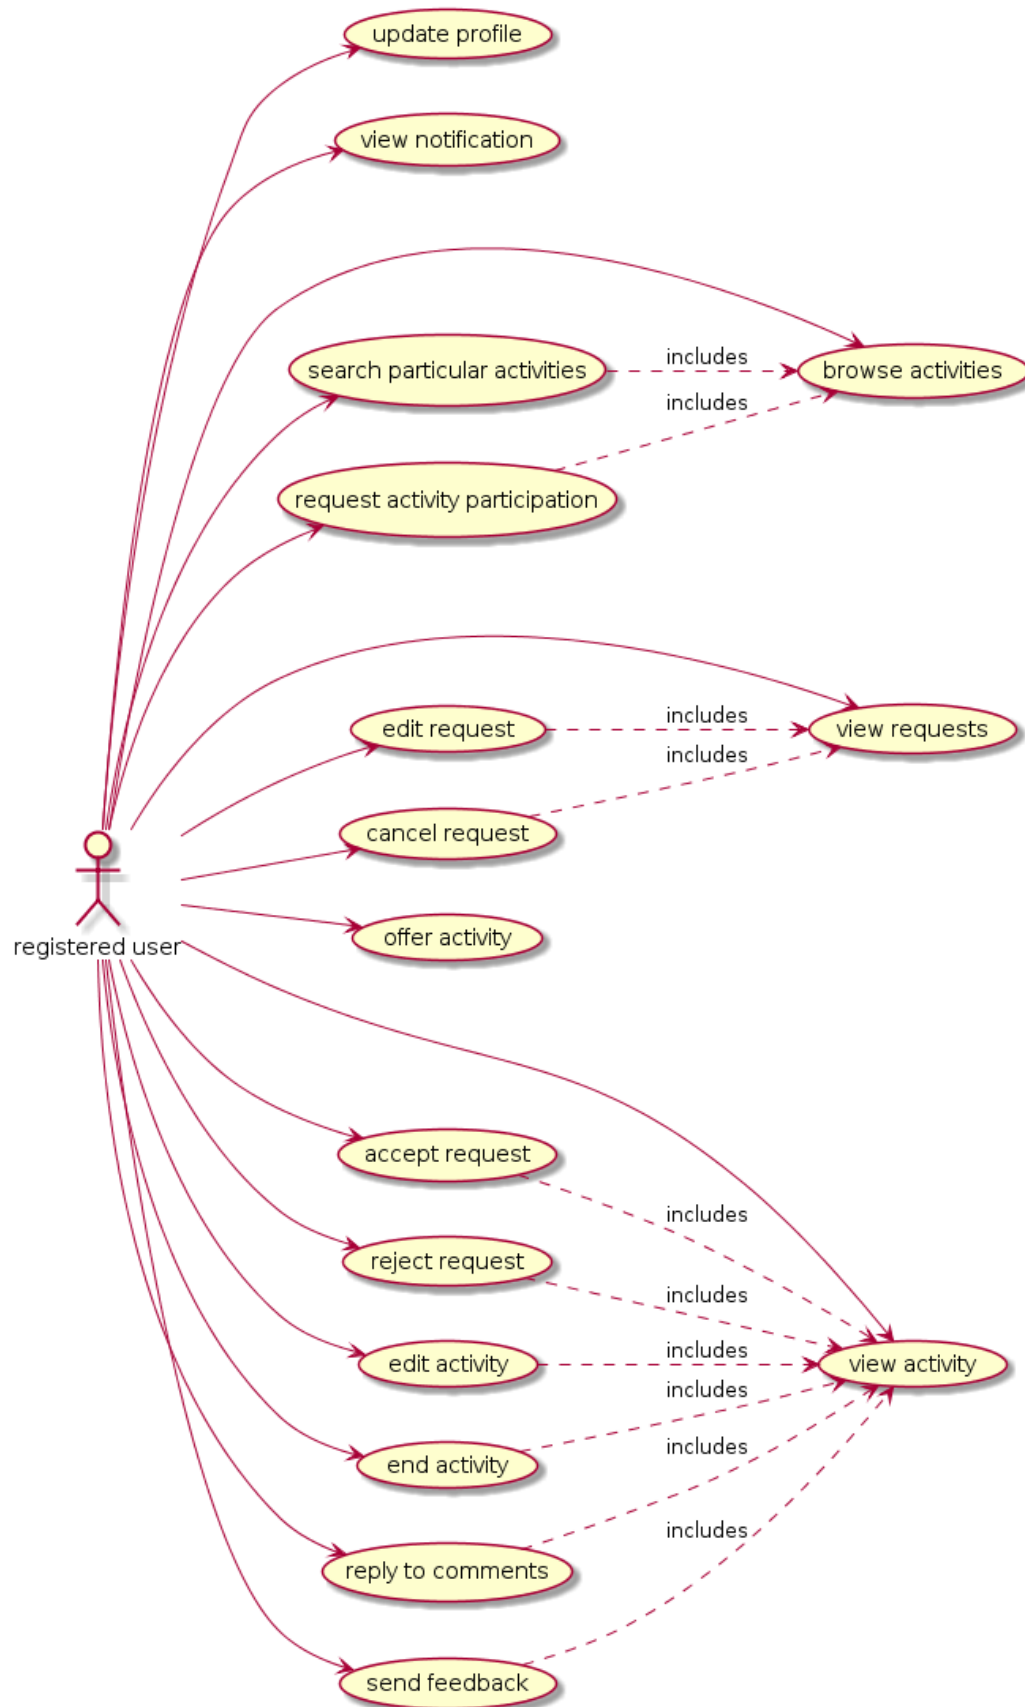 update profile
view notification
includes
search particular activities
browse activities
includes
request activity participation
includes
edit request
view requests
includes
cancel request
offer activity
registered user
accept request
includes
reject request
includes
includes
edit activity
view activity
includes
includes
end activity
includes
reply to comments
send feedback